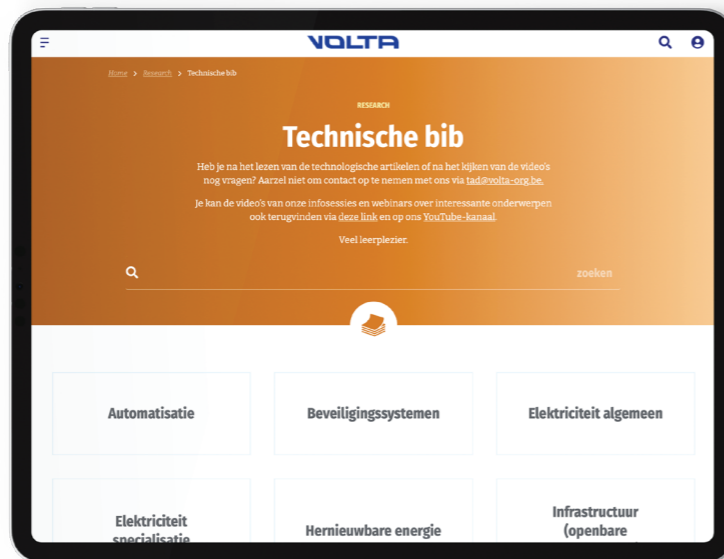 VOLTA
Home > Research > Technische bib
RESEARCH
Technische bib
Heb je na het lezen van de technologische artikelen of na het kijken van de video's
nog vragen? Aarzel niet om contact op te nemen met ons via tad@volta-org.be.
Je kan de video's van onze infosessies en webinars over interessante onderwerpen
ook terugvinden via deze link en op ons YouTube-kanaal.
Veel leerplezier.
zoeken
Automatisatie
Beveiligingssystemen
Elektriciteit algemeen
Elektriciteit
specialisatie
Hernieuwbare energie
Infrastructuur
(openbare